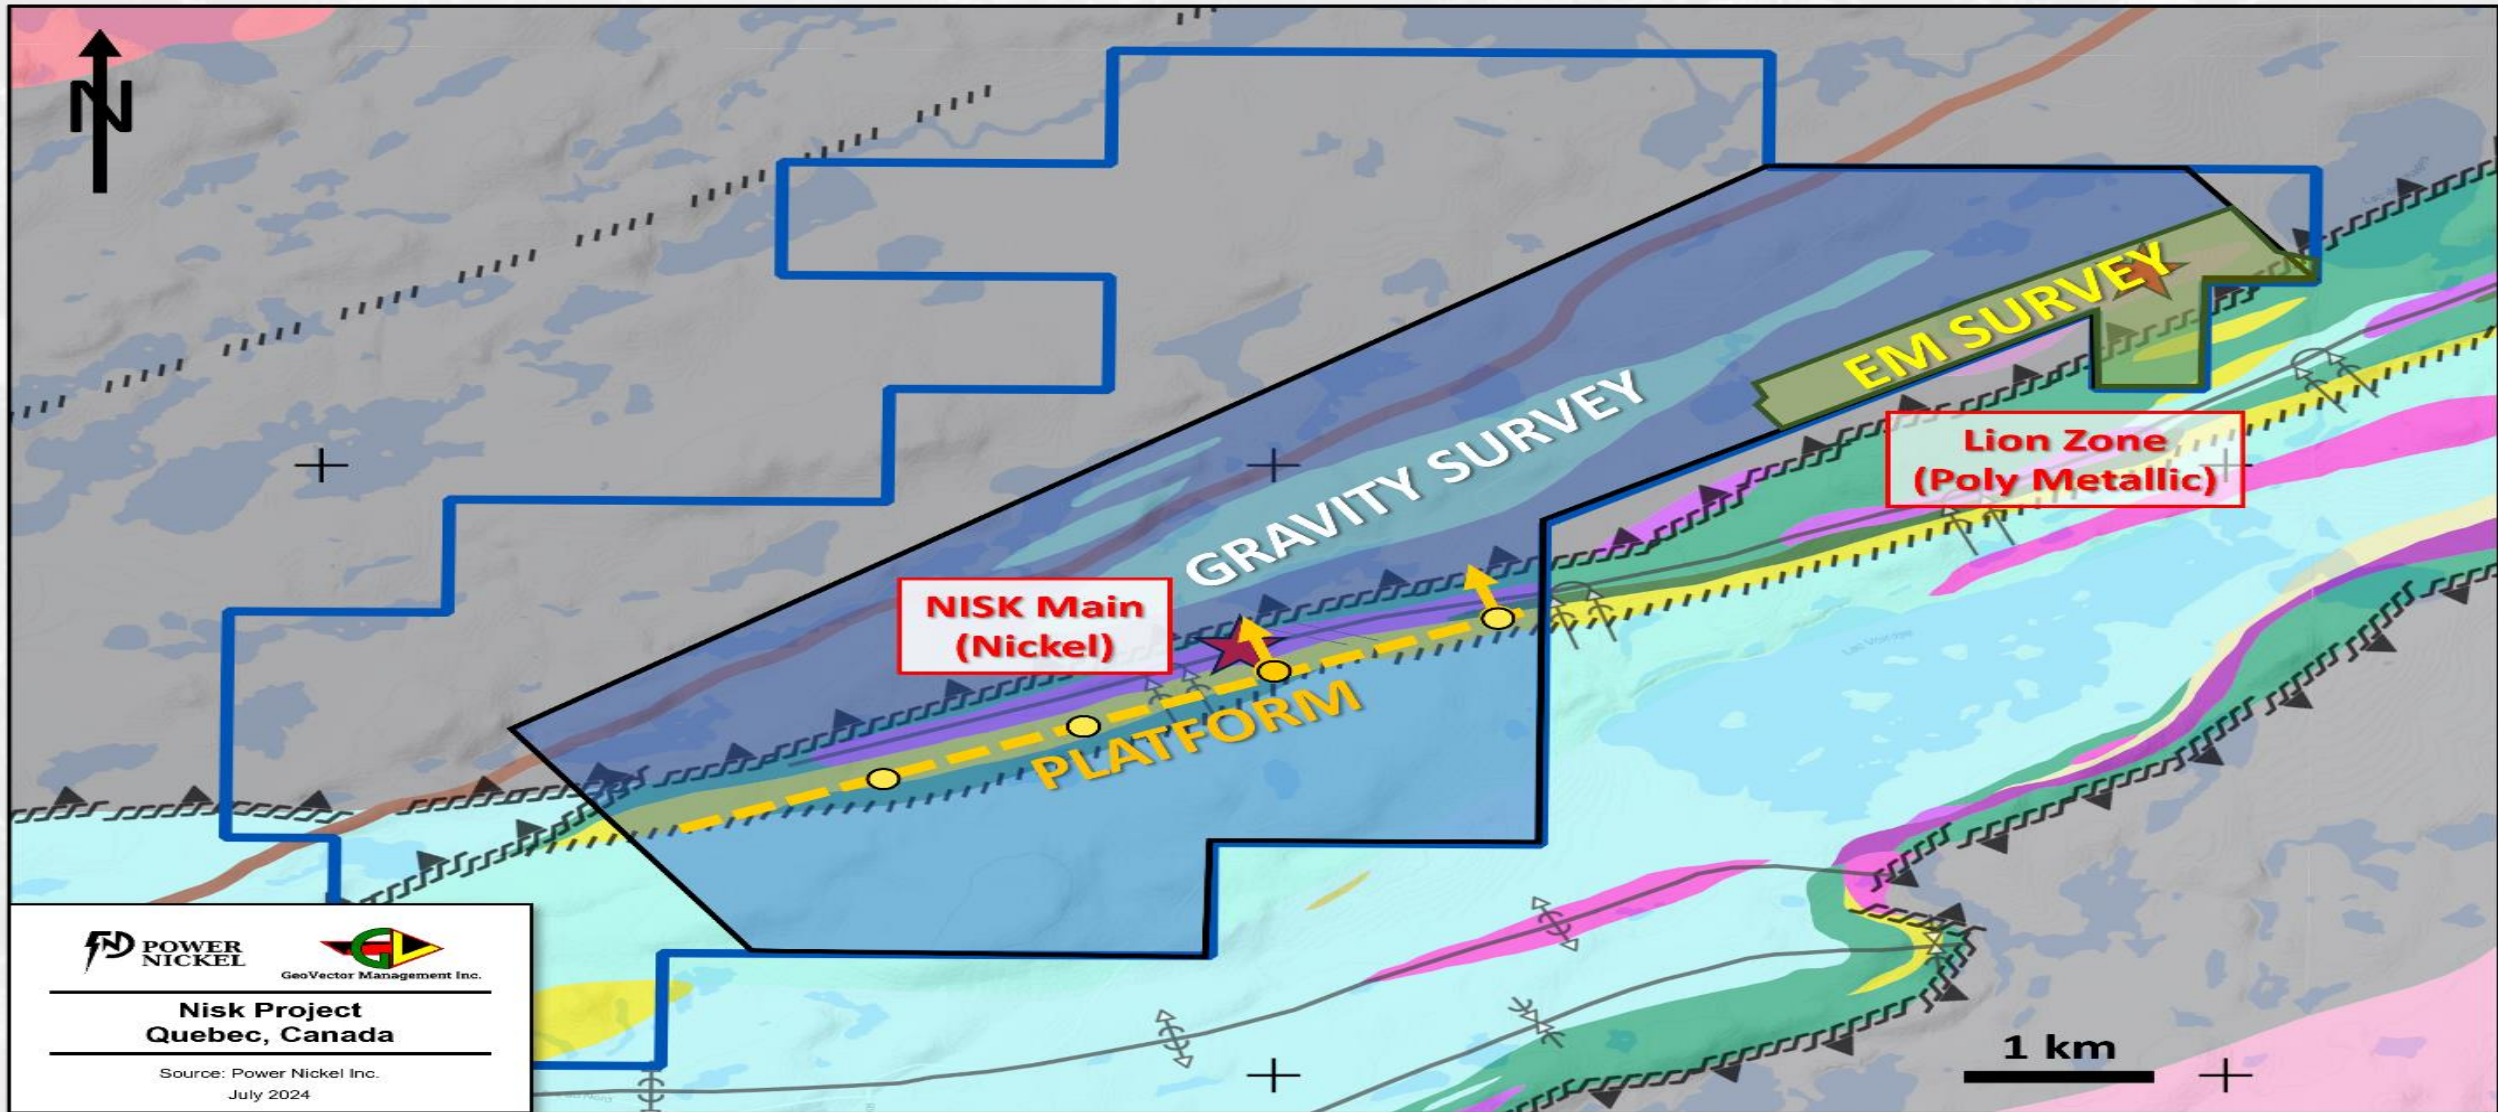 N
GRAVITY SURVEY
EM SURVEY
Lion Zone
(Poly Metallic)
NISK Main
(Nickel)
PLATFORM
POWER
NICKEL
GL
GeoVector Management Inc.
Nisk Project
Quebec, Canada
Source: Power Nickel Inc.
July 2024
1 km